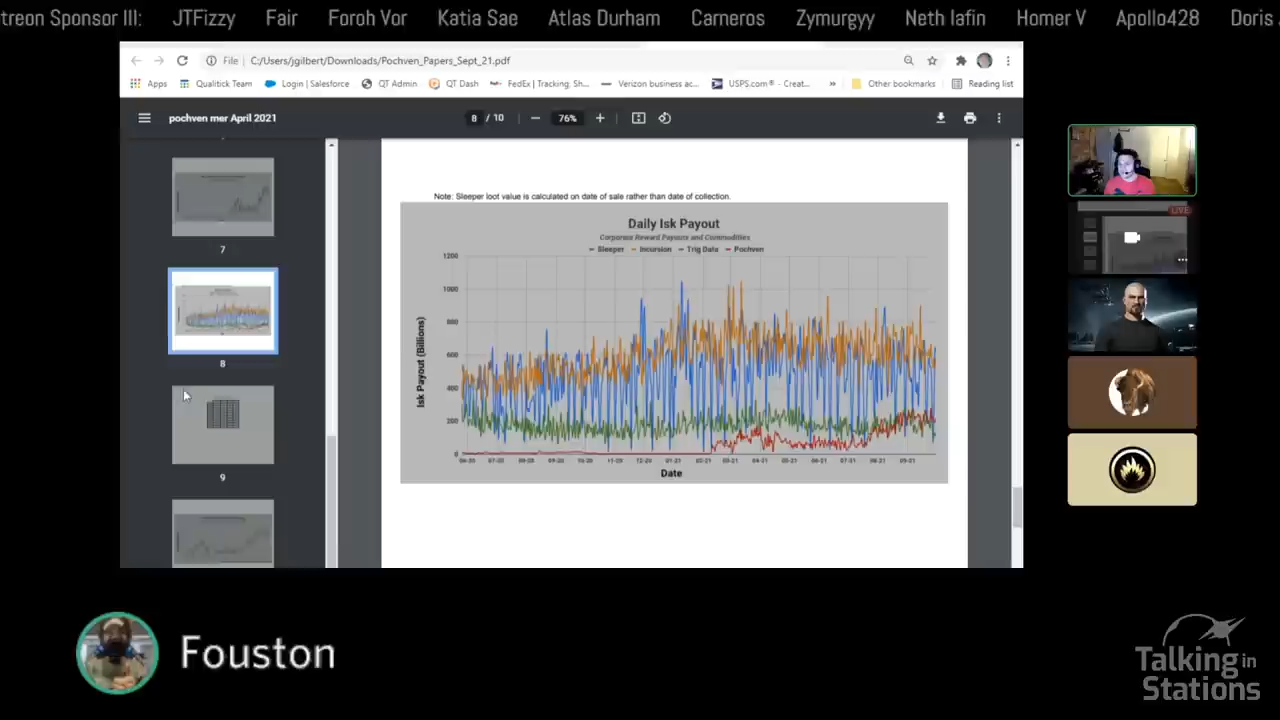 treon Sponsor III: JTFizzy Fair Foroh Vor Katia Sae Atlas Durham Carneros Zymurgyy Neth Iafin Homer V Apollo428 Doris
File C:/Users/jgilbert/Downloads/Pochven_Papers_Sept_21.pdf
Apps Qualitick Team Login | Salesforce QT Admin QT Dash FedEx | Tracking, Sh... Verizon business ac... USPS.com® - Creat... » Other bookmarks Reading list
pochven mer April 2021 8 / 10 76%
7
8
9
Note: Sleeper loot value is calculated on date of sale rather than date of collection.
Daily Isk Payout
Corporate Reward Payouts and Commodities
Sleeper Incursion Trig Data Pochven
1200
1000
800
600
400
200
0
Isk Payout (Billions)
Date
LIVE
Fouston
Talking in Stations